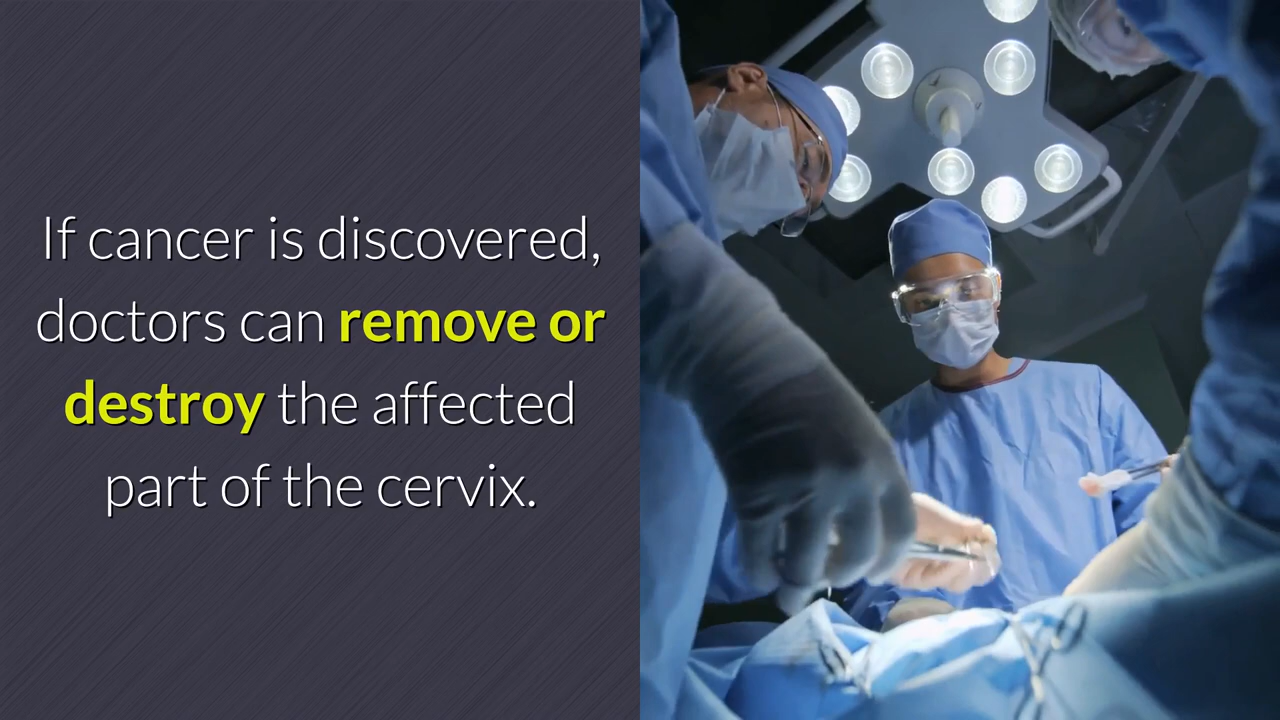 If cancer is discovered,
doctors can remove or
destroy the affected
part of the cervix.